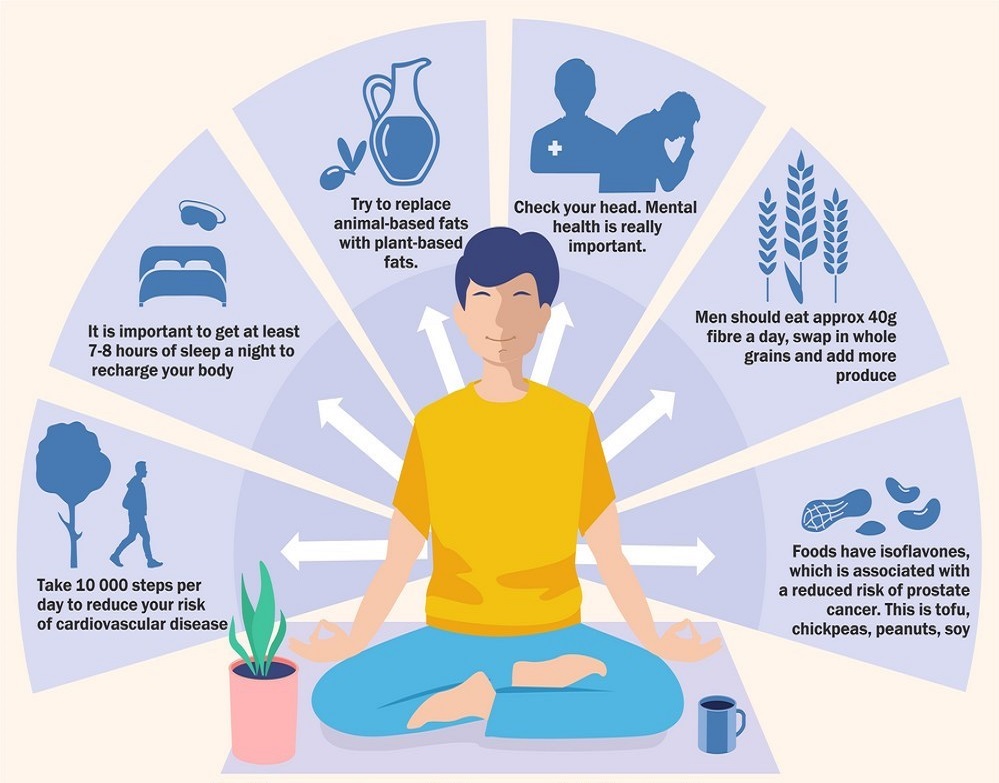 Try to replace
animal-based fats
with plant-based
fats.
Check your head. Mental
health is really
important.
It is important to get at least
7-8 hours of sleep a night to
recharge your body
Men should eat approx 40g
fibre a day, swap in whole
grains and add more
produce
Take 10 000 steps per
day to reduce your risk
of cardiovascular disease
Foods have isoflavones,
which is associated with
a reduced risk of prostate
cancer. This is tofu,
chickpeas, peanuts, soy